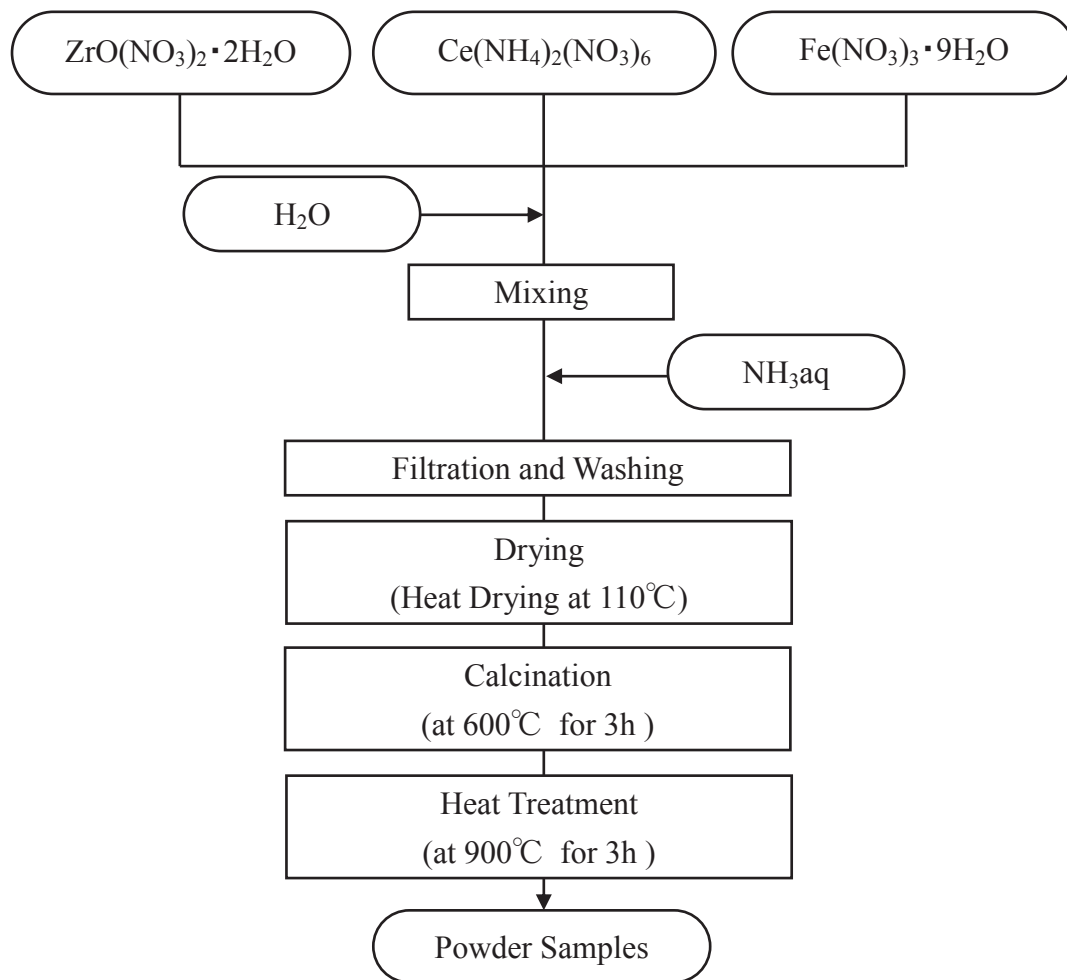 ZrO(NO₃)₂・2H₂O
Ce(NH₄)₂(NO₃)₆
Fe(NO₃)₃・9H₂O
H₂O
Mixing
NH₃aq
Filtration and Washing
Drying
(Heat Drying at 110℃)
Calcination
(at 600℃ for 3h )
Heat Treatment
(at 900℃ for 3h )
Powder Samples